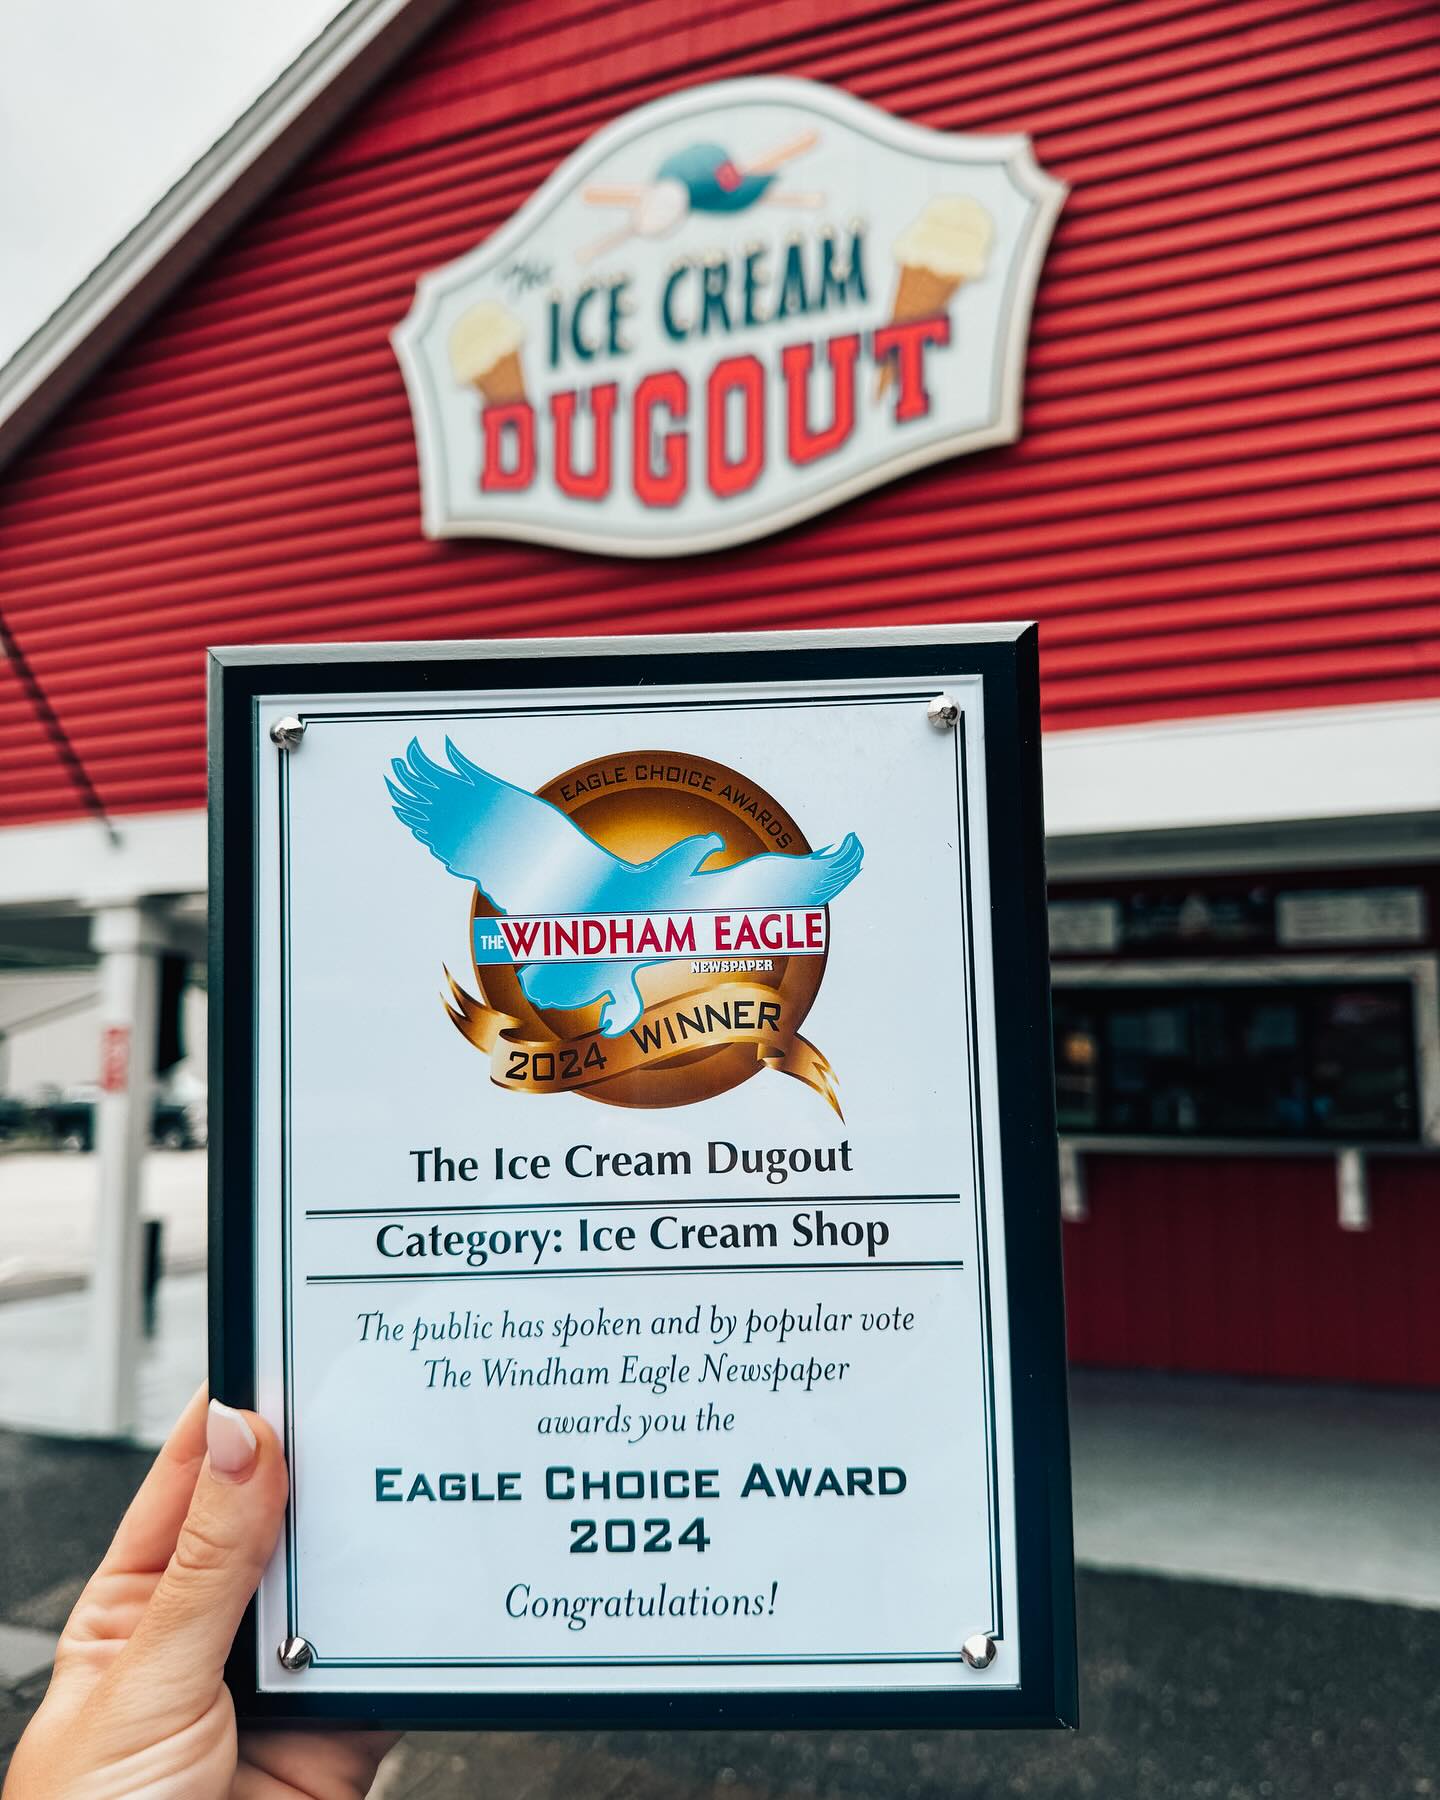 The
ICE CREAM
DUGOUT
EAGLE CHOICE AWARDS
THE WINDHAM EAGLE
NEWSPAPER
2024 WINNER
The Ice Cream Dugout
Category: Ice Cream Shop
The public has spoken and by popular vote
The Windham Eagle Newspaper
awards you the
EAGLE CHOICE AWARD
2024
Congratulations!